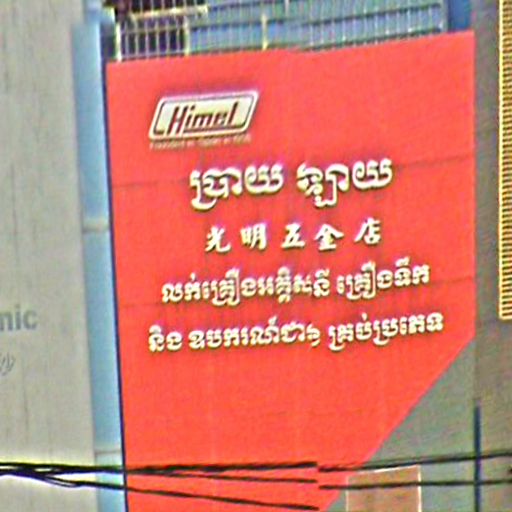 Himel
ប្រាយ ឡាយ
光明五金店
លក់គ្រឿងអគ្គិសនី គ្រឿងទឹក
និង ឧបករណ៍ជាង គ្រប់ប្រភេទ
nic